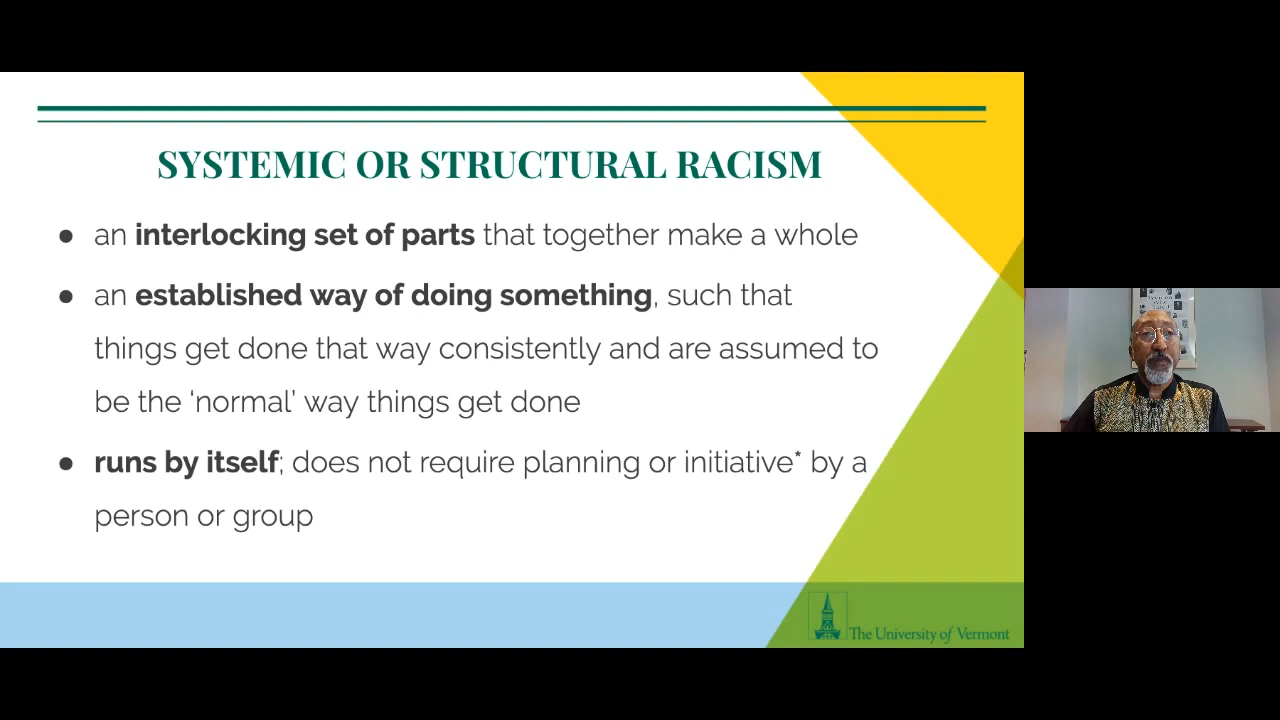 SYSTEMIC OR STRUCTURAL RACISM
● an interlocking set of parts that together make a whole
● an established way of doing something, such that
things get done that way consistently and are assumed to
be the ‘normal’ way things get done
● runs by itself; does not require planning or initiative* by a
person or group
The University of Vermont